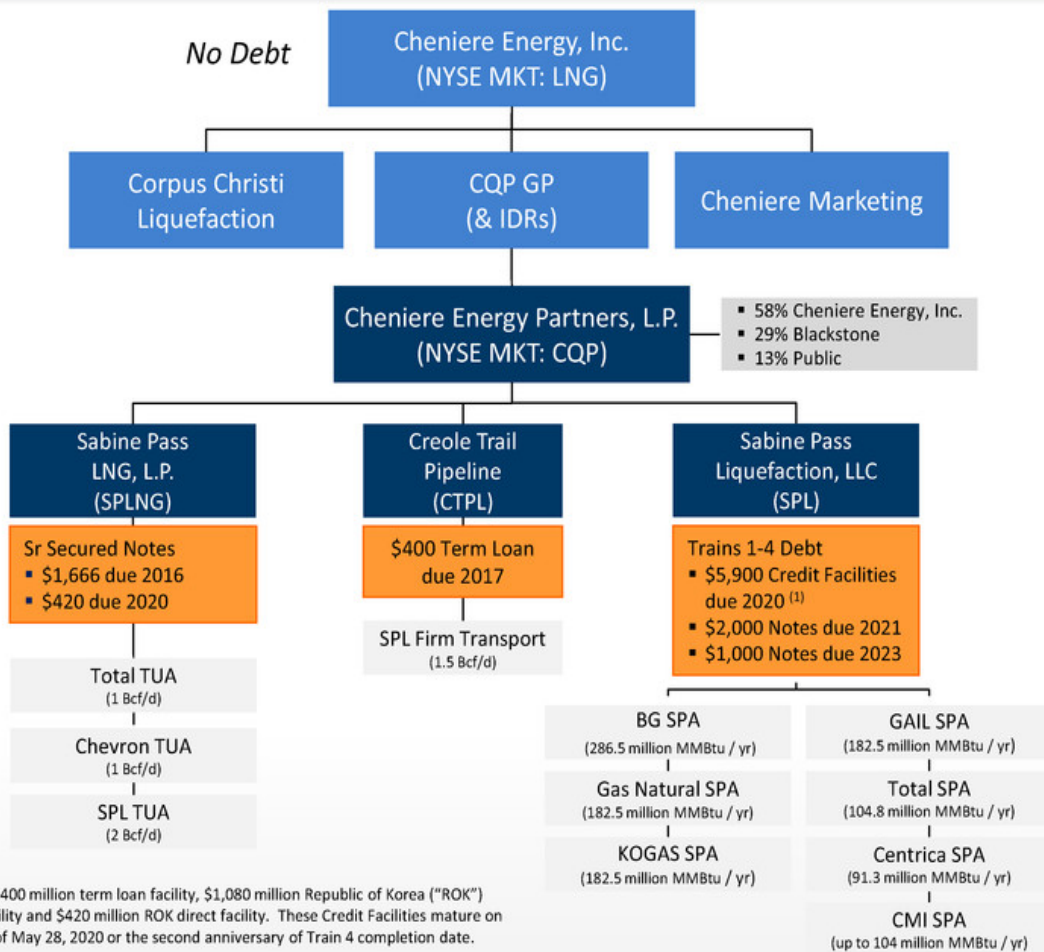 No Debt
Cheniere Energy, Inc.
(NYSE MKT: LNG)
Corpus Christi
Liquefaction
CQP GP
(& IDRs)
Cheniere Marketing
Cheniere Energy Partners, L.P.
(NYSE MKT: CQP)
▪ 58% Cheniere Energy, Inc.
▪ 29% Blackstone
▪ 13% Public
Sabine Pass
LNG, L.P.
(SPLNG)
Sr Secured Notes
▪ $1,666 due 2016
▪ $420 due 2020
Total TUA
(1 Bcf/d)
Chevron TUA
(1 Bcf/d)
SPL TUA
(2 Bcf/d)
Creole Trail
Pipeline
(CTPL)
$400 Term Loan
due 2017
SPL Firm Transport
(1.5 Bcf/d)
Sabine Pass
Liquefaction, LLC
(SPL)
Trains 1-4 Debt
▪ $5,900 Credit Facilities
due 2020 (1)
▪ $2,000 Notes due 2021
▪ $1,000 Notes due 2023
BG SPA
(286.5 million MMBtu / yr)
Gas Natural SPA
(182.5 million MMBtu / yr)
KOGAS SPA
(182.5 million MMBtu / yr)
GAIL SPA
(182.5 million MMBtu / yr)
Total SPA
(104.8 million MMBtu / yr)
Centrica SPA
(91.3 million MMBtu / yr)
CMI SPA
(up to 104 million MMBtu / yr)
400 million term loan facility, $1,080 million Republic of Korea ("ROK")
ility and $420 million ROK direct facility. These Credit Facilities mature on
of May 28, 2020 or the second anniversary of Train 4 completion date.